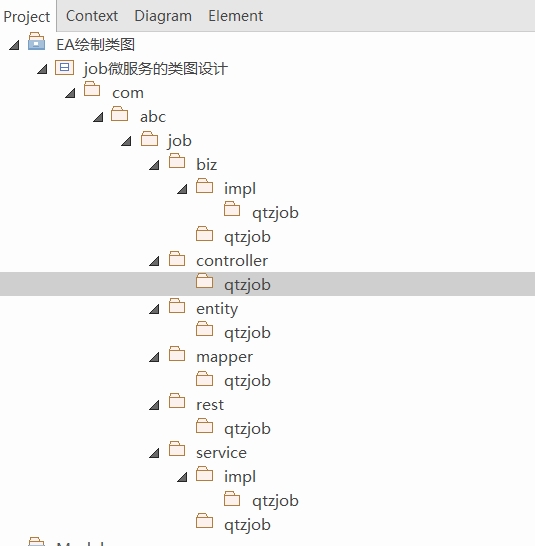 Project Context Diagram Element
EA绘制类图
job微服务的类图设计
com
abc
job
biz
impl
qtzjob
qtzjob
controller
qtzjob
entity
qtzjob
mapper
qtzjob
rest
qtzjob
service
impl
qtzjob
qtzjob